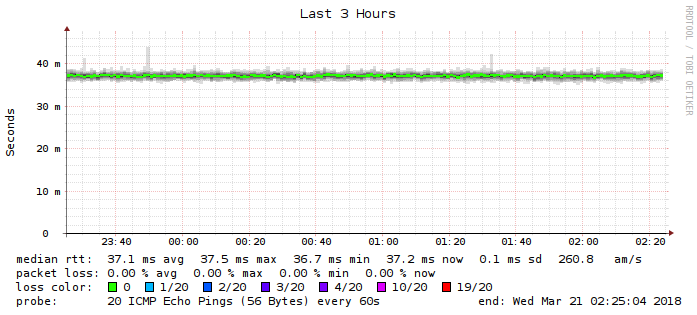 Last 3 Hours
RRDTOOL / TOBI OETIKER
Seconds
40 m
30 m
20 m
10 m
0
23:40 00:00 00:20 00:40 01:00 01:20 01:40 02:00 02:20
median rtt: 37.1 ms avg 37.5 ms max 36.7 ms min 37.2 ms now 0.1 ms sd 260.8 am/s
packet loss: 0.00 % avg 0.00 % max 0.00 % min 0.00 % now
loss color: 0 1/20 2/20 3/20 4/20 10/20 19/20
probe: 20 ICMP Echo Pings (56 Bytes) every 60s end: Wed Mar 21 02:25:04 2018